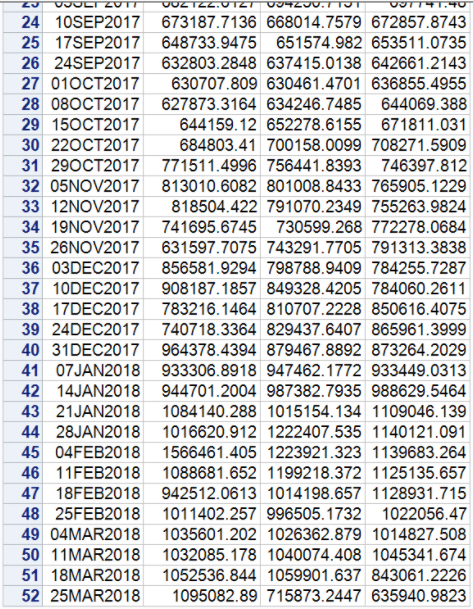 24 10SEP2017 673187.7136 668014.7579 672857.8743
25 17SEP2017 648733.9475 651574.982 653511.0735
26 24SEP2017 632803.2848 637415.0138 642661.2143
27 01OCT2017 630707.809 630461.4701 636855.4955
28 08OCT2017 627873.3164 634246.7485 644069.388
29 15OCT2017 644159.12 652278.6155 671811.031
30 22OCT2017 684803.41 700158.0099 708271.5909
31 29OCT2017 771511.4996 756441.8393 746397.812
32 05NOV2017 813010.6082 801008.8433 765905.1229
33 12NOV2017 818504.422 791070.2349 755263.9824
34 19NOV2017 741695.6745 730599.268 772278.0684
35 26NOV2017 631597.7075 743291.7705 791313.3838
36 03DEC2017 856581.9294 798788.9409 784255.7287
37 10DEC2017 908187.1857 849328.4205 784060.2611
38 17DEC2017 783216.1464 810707.2228 850616.4075
39 24DEC2017 740718.3364 829437.6407 865961.3999
40 31DEC2017 964378.4394 879467.8892 873264.2029
41 07JAN2018 933306.8918 947462.1772 933449.0313
42 14JAN2018 944701.2004 987382.7935 988629.5464
43 21JAN2018 1084140.288 1015154.134 1109046.139
44 28JAN2018 1016620.912 1222407.535 1140121.091
45 04FEB2018 1566461.405 1223921.323 1139683.264
46 11FEB2018 1088681.652 1199218.372 1125135.657
47 18FEB2018 942512.0613 1014198.657 1128931.715
48 25FEB2018 1011402.257 996505.1732 1022056.47
49 04MAR2018 1035601.202 1026362.879 1014827.508
50 11MAR2018 1032085.178 1040074.408 1045341.674
51 18MAR2018 1052536.844 1059901.637 843061.2226
52 25MAR2018 1095082.89 715873.2447 635940.9823